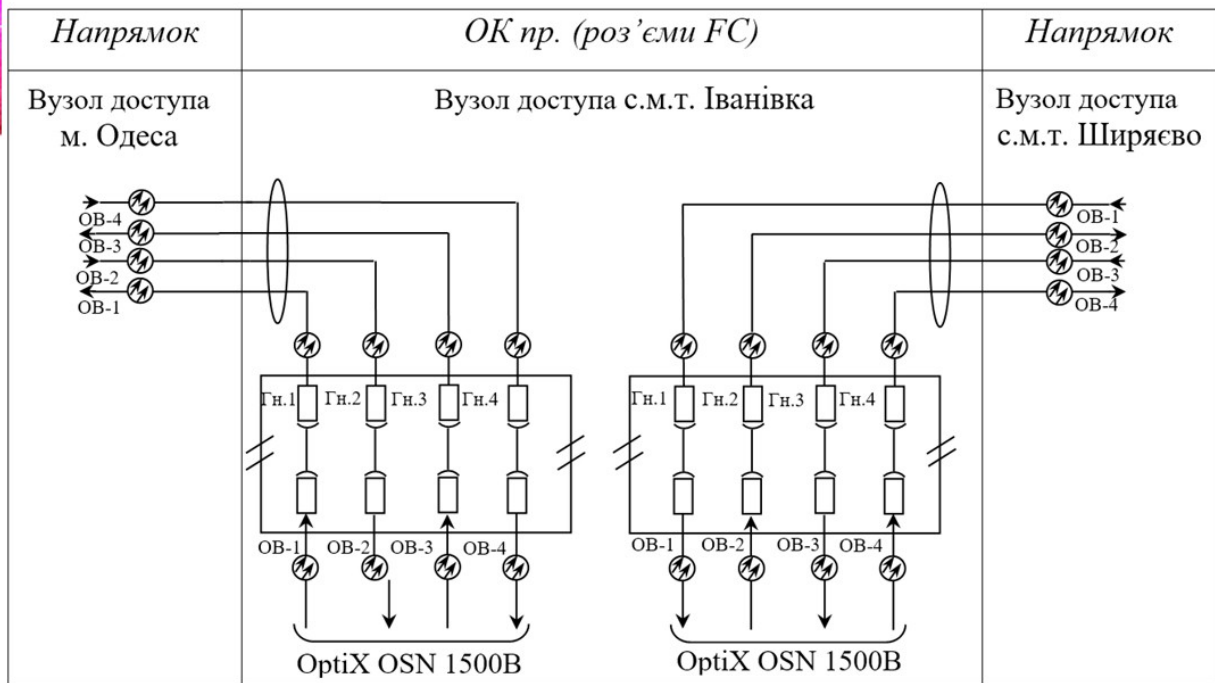 Напрямок
ОК пр. (роз’єми FC)
Напрямок
Вузол доступа
м. Одеса
Вузол доступа с.м.т. Іванівка
Вузол доступа
с.м.т. Ширяєво
ОВ-4
ОВ-3
ОВ-2
ОВ-1
ОВ-1
ОВ-2
ОВ-3
ОВ-4
Гн.1 Гн.2 Гн.3 Гн.4
Гн.1 Гн.2 Гн.3 Гн.4
ОВ-1 ОВ-2 ОВ-3 ОВ-4
ОВ-1 ОВ-2 ОВ-3 ОВ-4
OptiX OSN 1500B
OptiX OSN 1500B